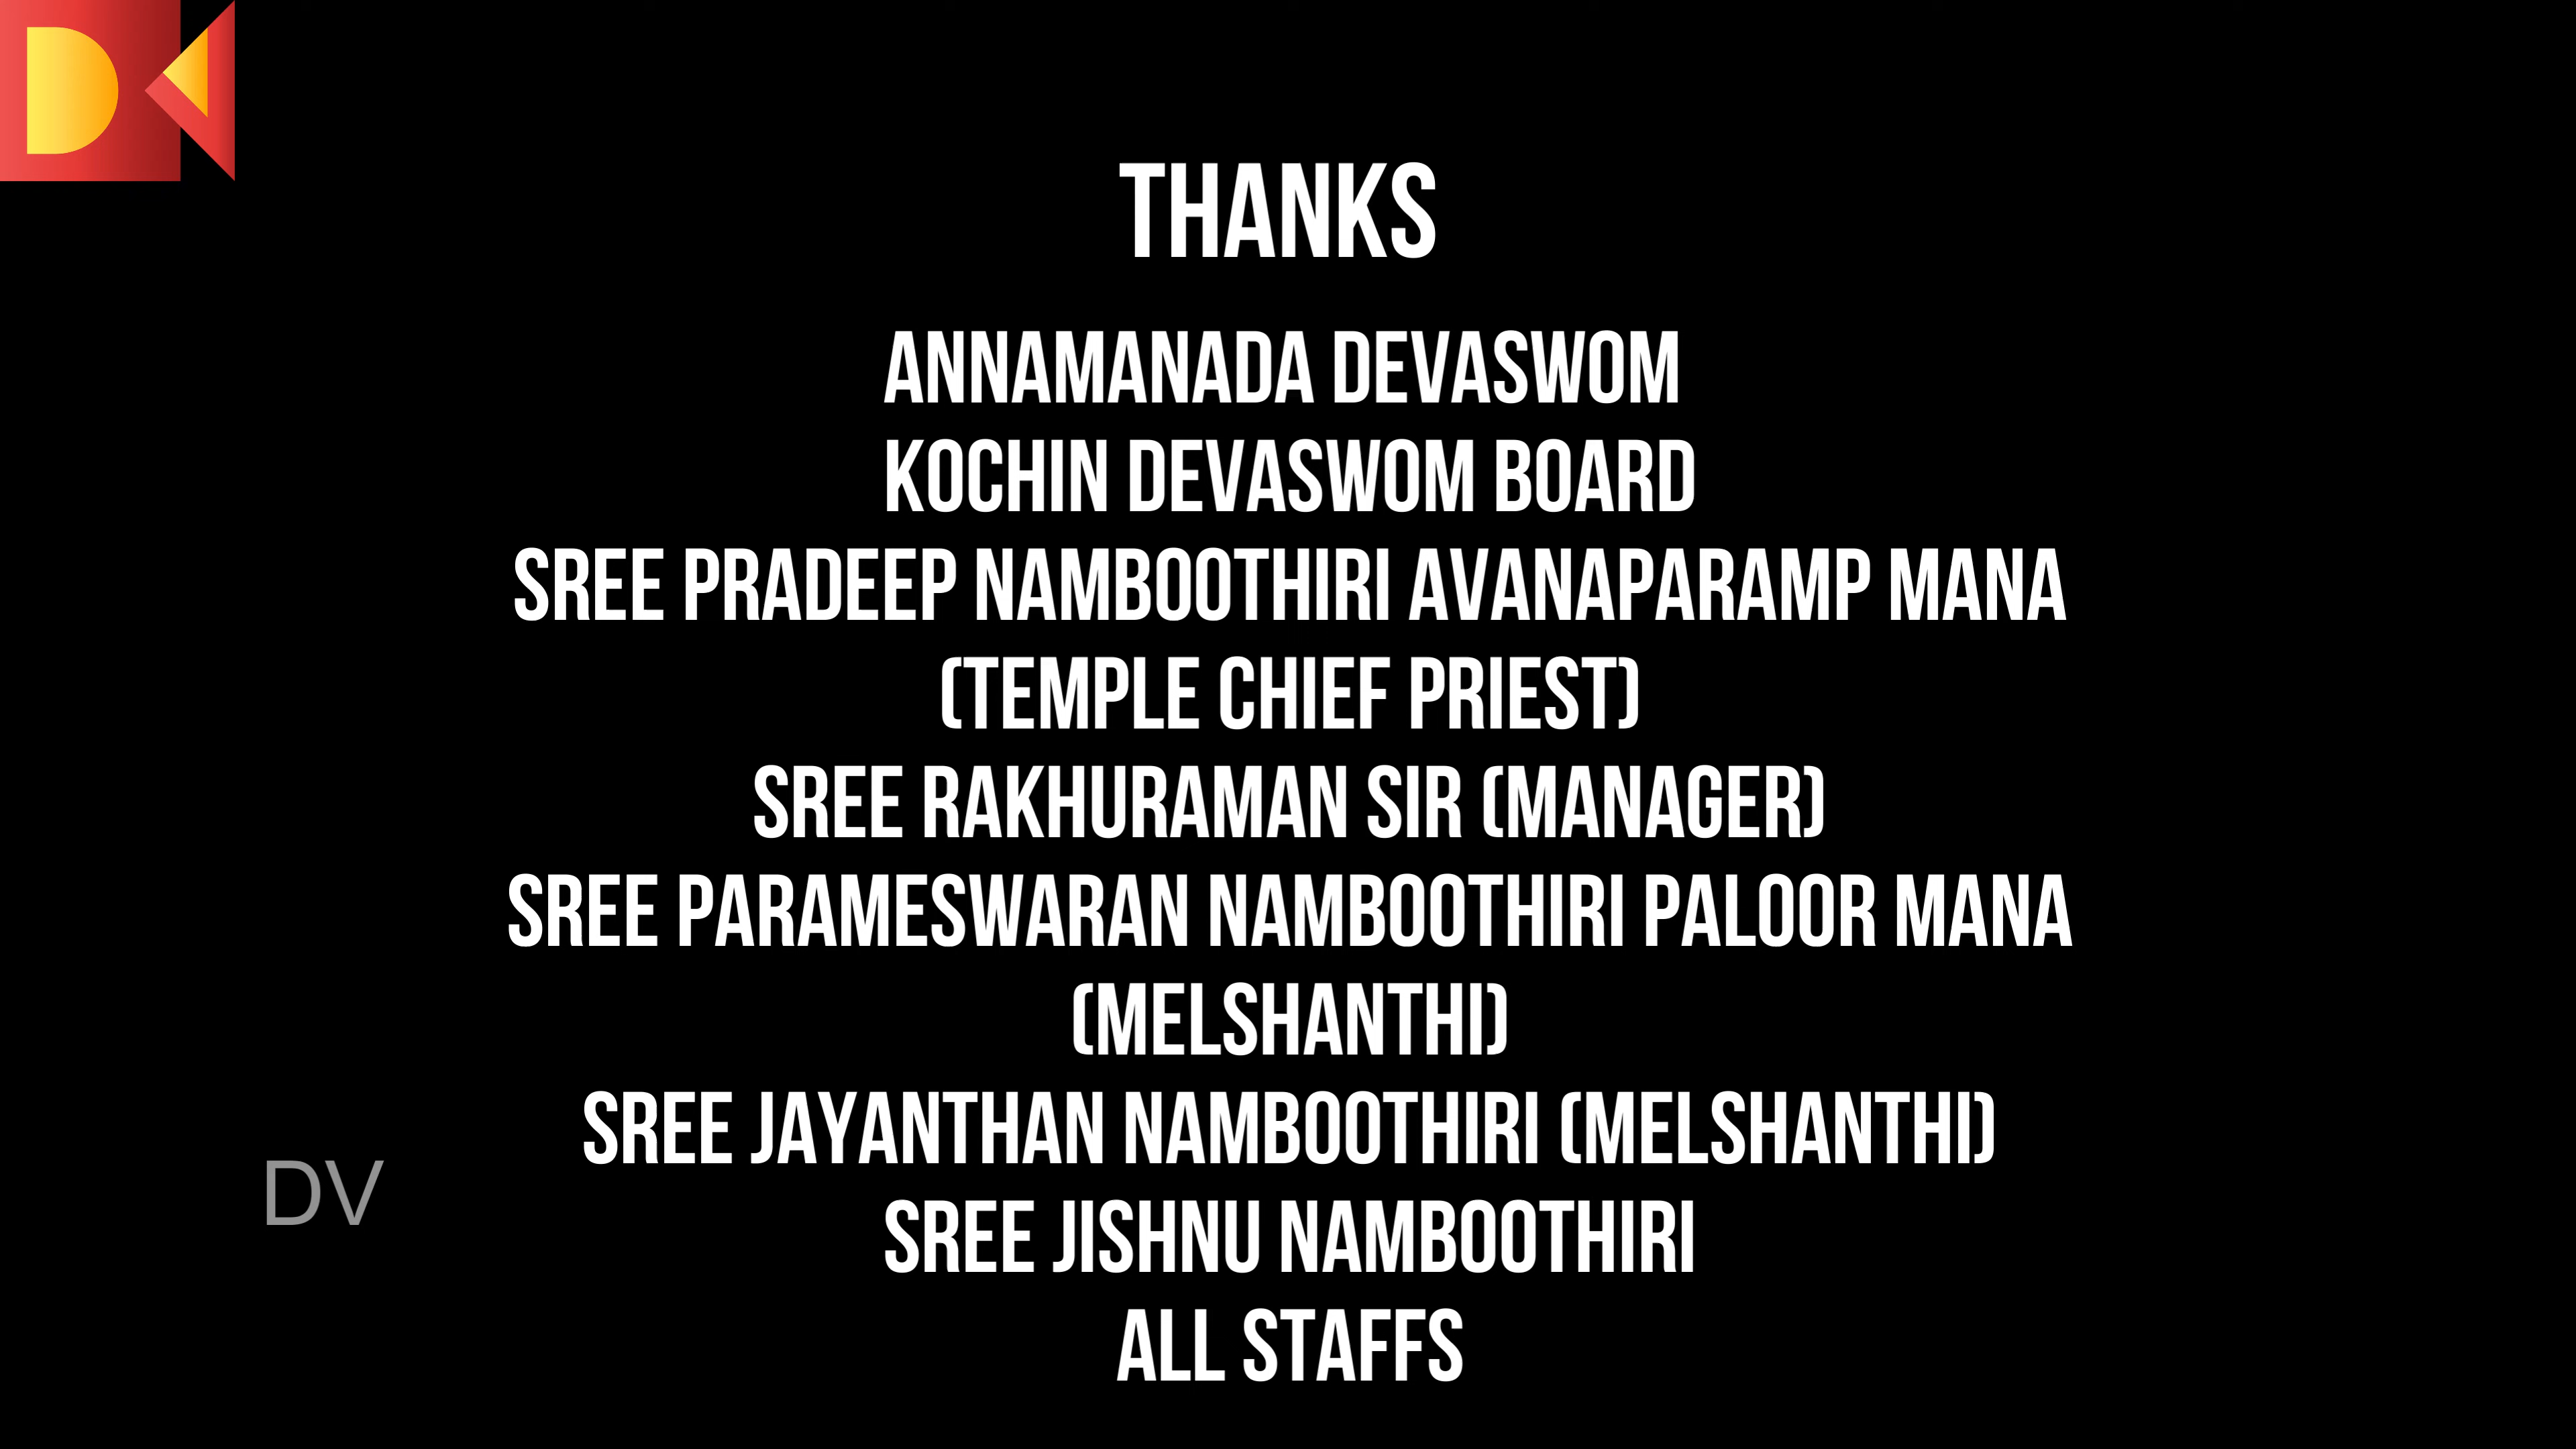 THANKS
ANNAMANADA DEVASWOM
KOCHIN DEVASWOM BOARD
SREE PRADEEP NAMBOOTHIRI AVANAPARAMP MANA
(TEMPLE CHIEF PRIEST)
SREE RAKHURAMAN SIR (MANAGER)
SREE PARAMESWARAN NAMBOOTHIRI PALOOR MANA
(MELSHANTHI)
SREE JAYANTHAN NAMBOOTHIRI (MELSHANTHI)
DV
SREE JISHNU NAMBOOTHIRI
ALL STAFFS